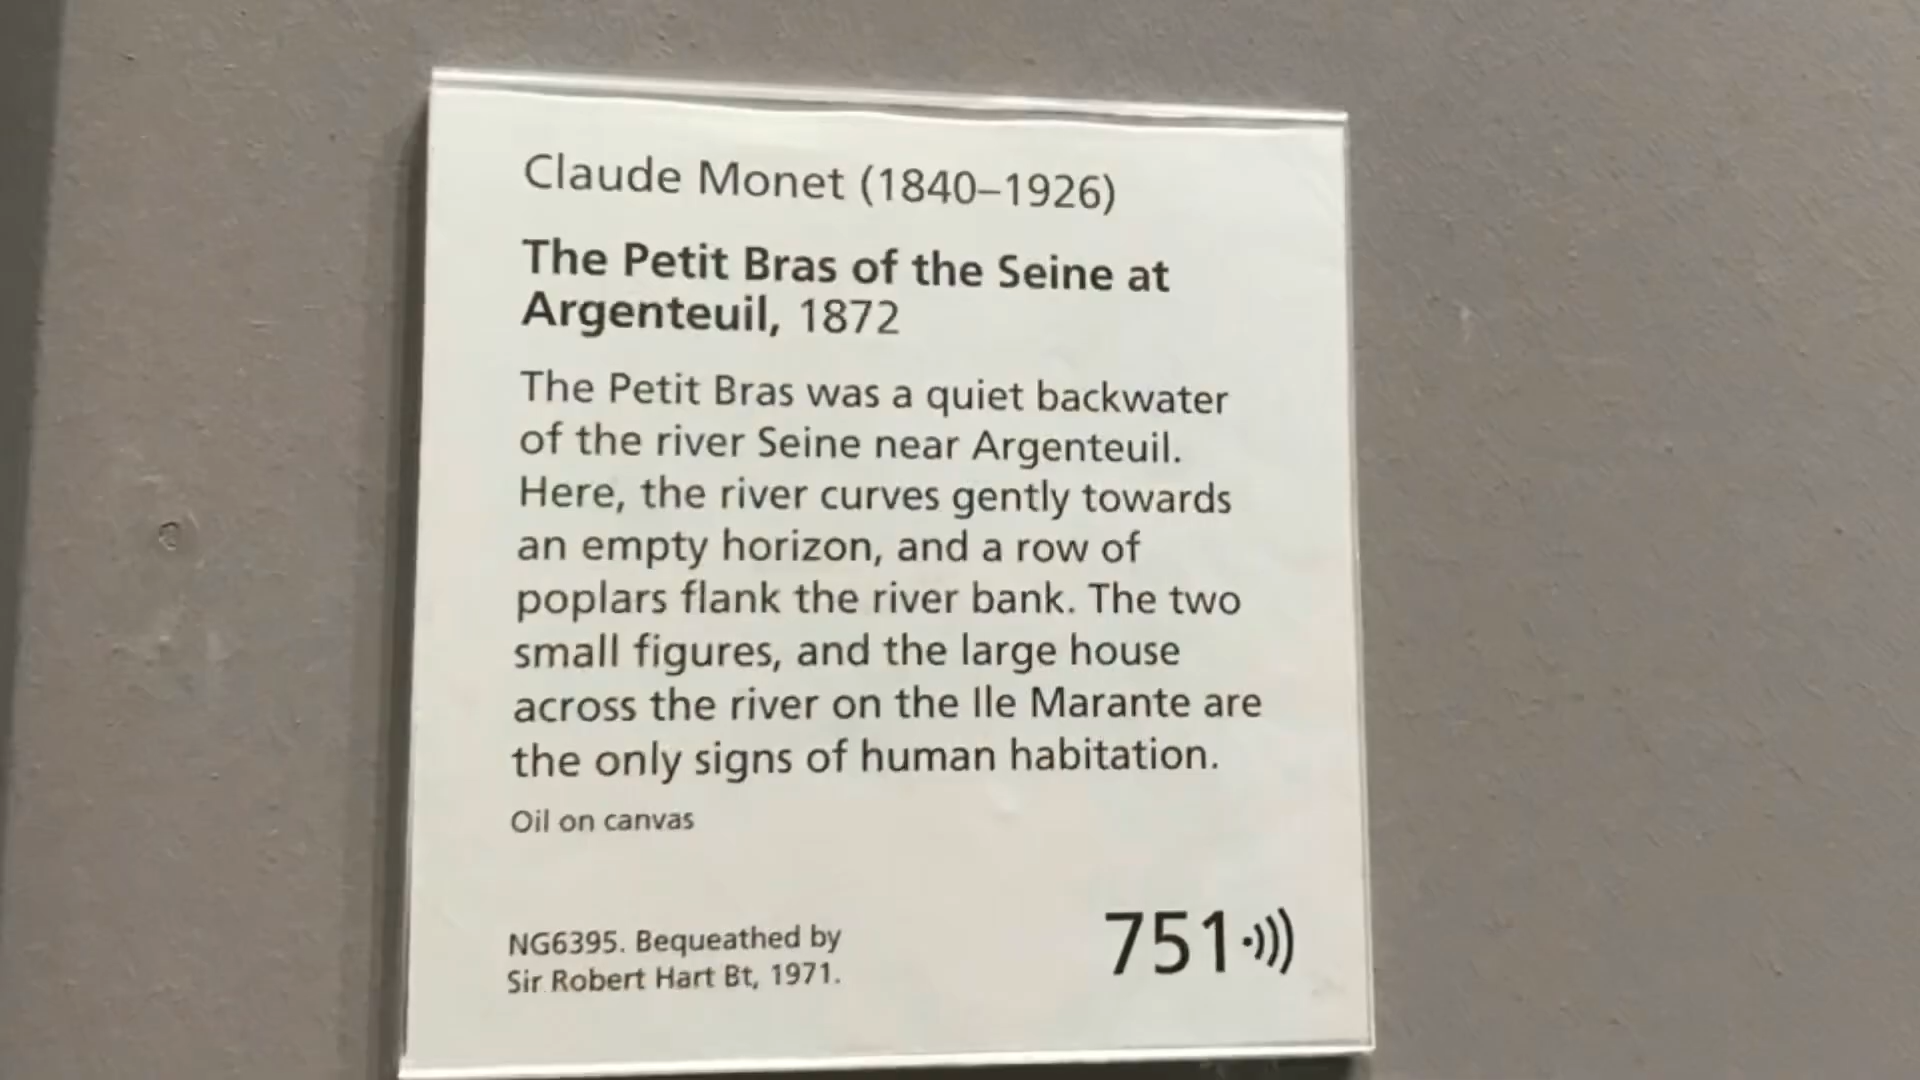 Claude Monet (1840–1926)
The Petit Bras of the Seine at
Argenteuil, 1872
The Petit Bras was a quiet backwater
of the river Seine near Argenteuil.
Here, the river curves gently towards
an empty horizon, and a row of
poplars flank the river bank. The two
small figures, and the large house
across the river on the Ile Marante are
the only signs of human habitation.
Oil on canvas
NG6395. Bequeathed by
Sir Robert Hart Bt, 1971.
751